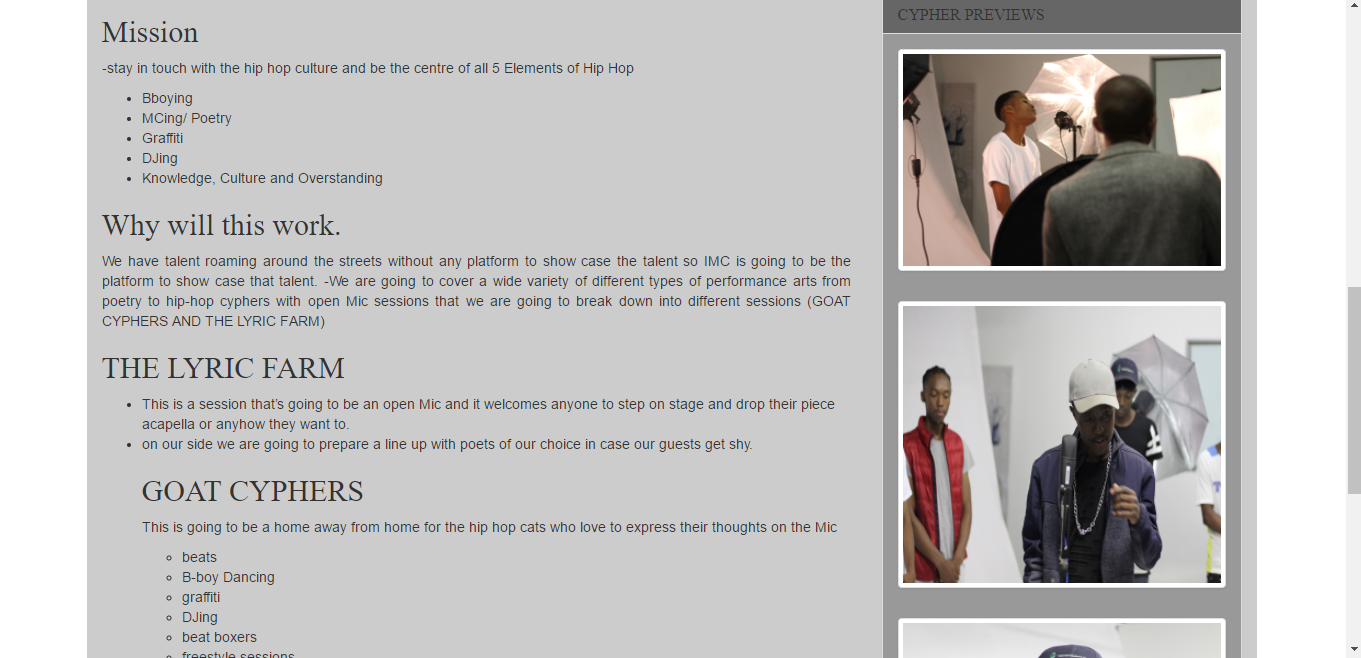 CYPHER PREVIEWS
Mission
-stay in touch with the hip hop culture and be the centre of all 5 Elements of Hip Hop
Bboying
MCing/ Poetry
Graffiti
DJing
Knowledge, Culture and Overstanding
Why will this work.
We have talent roaming around the streets without any platform to show case the talent so IMC is going to be the
platform to show case that talent. -We are going to cover a wide variety of different types of performance arts from
poetry to hip-hop cyphers with open Mic sessions that we are going to break down into different sessions (GOAT
CYPHERS AND THE LYRIC FARM)
THE LYRIC FARM
This is a session that's going to be an open Mic and it welcomes anyone to step on stage and drop their piece
acapella or anyhow they want to.
on our side we are going to prepare a line up with poets of our choice in case our guests get shy.
GOAT CYPHERS
This is going to be a home away from home for the hip hop cats who love to express their thoughts on the Mic
beats
B-boy Dancing
graffiti
DJing
beat boxers
freestyle sessions